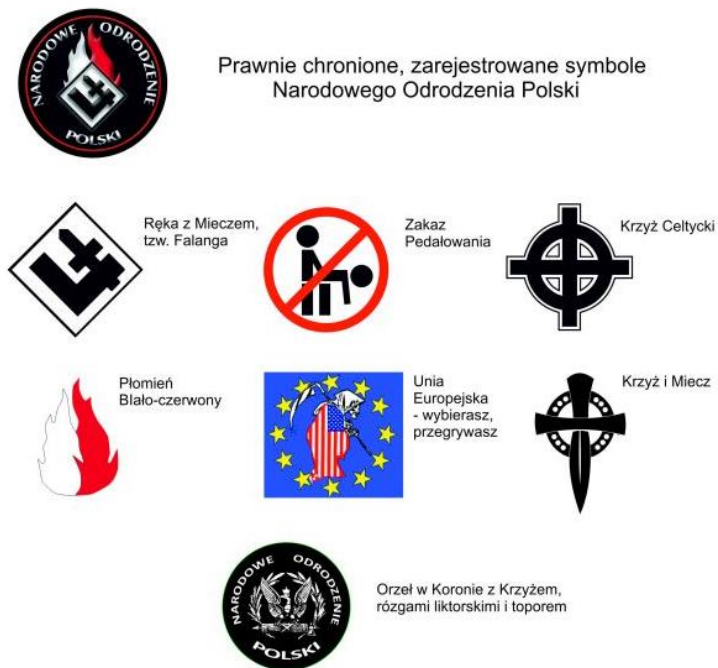 NARODOWE ODRODZENIE
POLSKI
Prawnie chronione, zarejestrowane symbole
Narodowego Odrodzenia Polski
Ręka z Mieczem,
tzw. Falanga
Zakaz
Pedałowania
Krzyż Celtycki
Płomień
BIało-czerwony
Unia
Europejska
- wybierasz,
przegrywasz
Krzyż i Miecz
NARODOWE ODRODZENIE
POLSKI
Orzeł w Koronie z Krzyżem,
rózgami liktorskimi i toporem